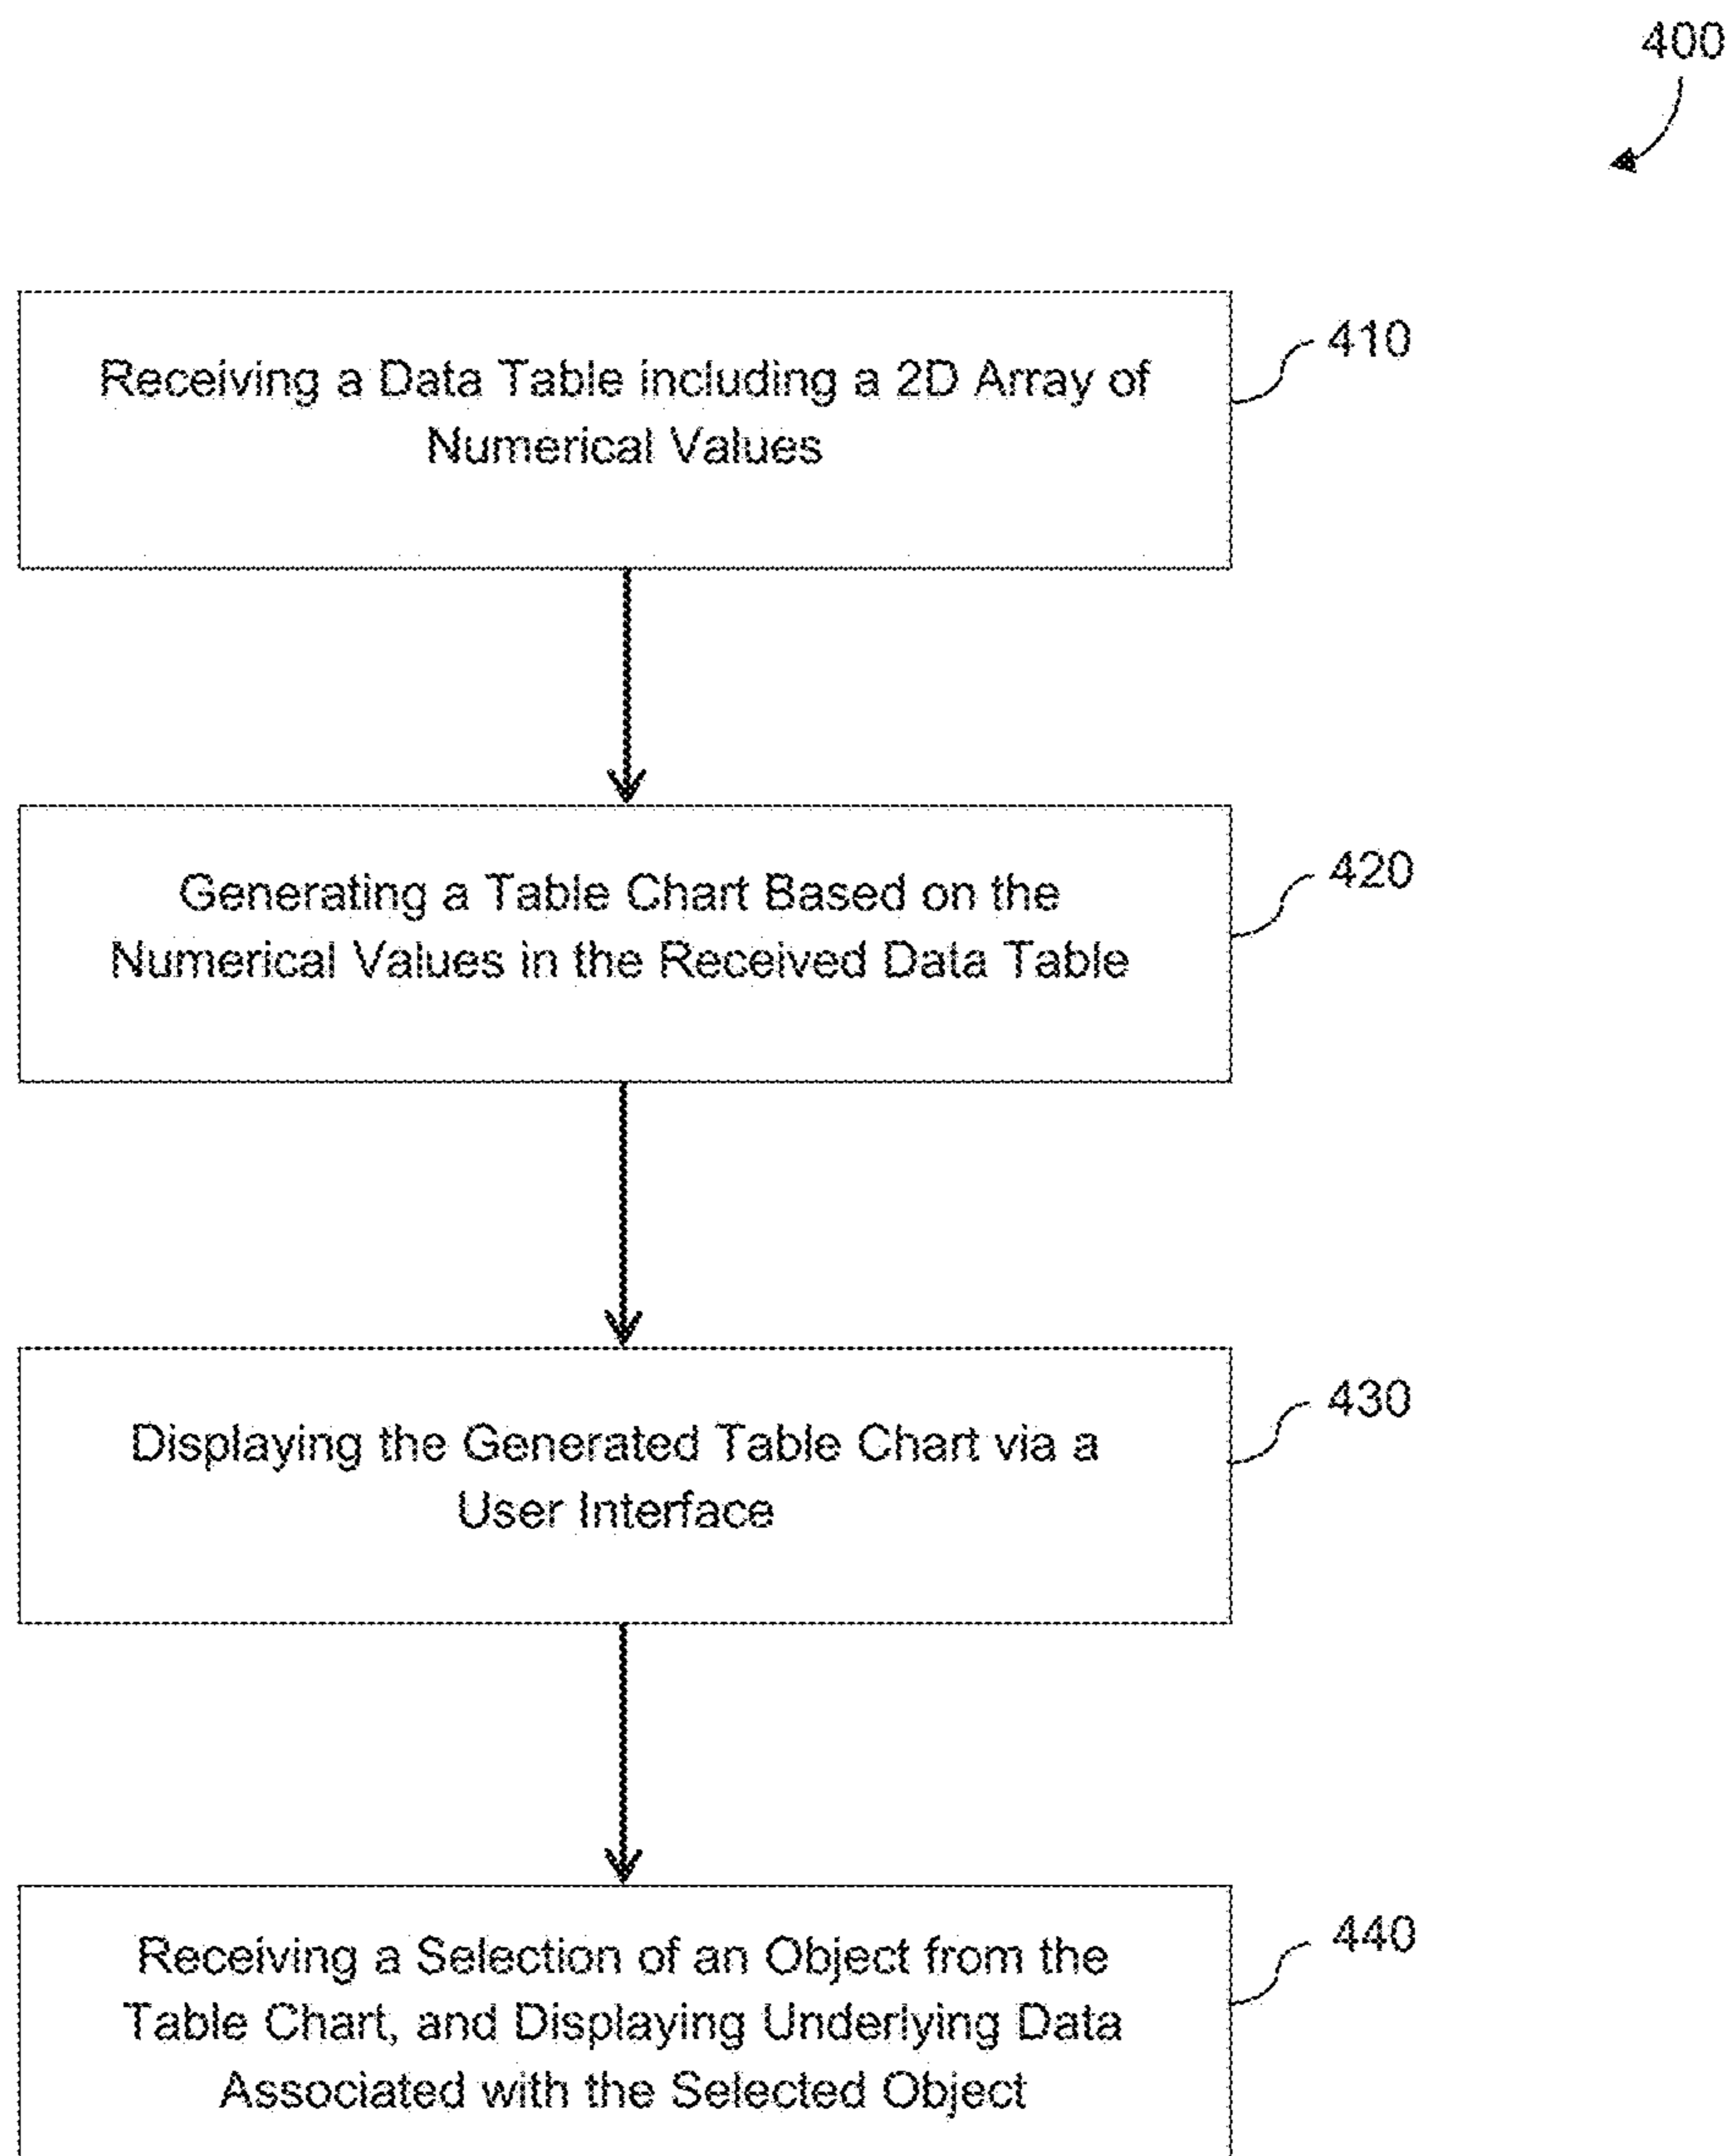 400
Receiving a Data Table including a 2D Array of
Numerical Values
410
Generating a Table Chart Based on the
Numerical Values in the Received Data Table
420
Displaying the Generated Table Chart via a
User Interface
430
Receiving a Selection of an Object from the
Table Chart, and Displaying Underlying Data
Associated with the Selected Object
440